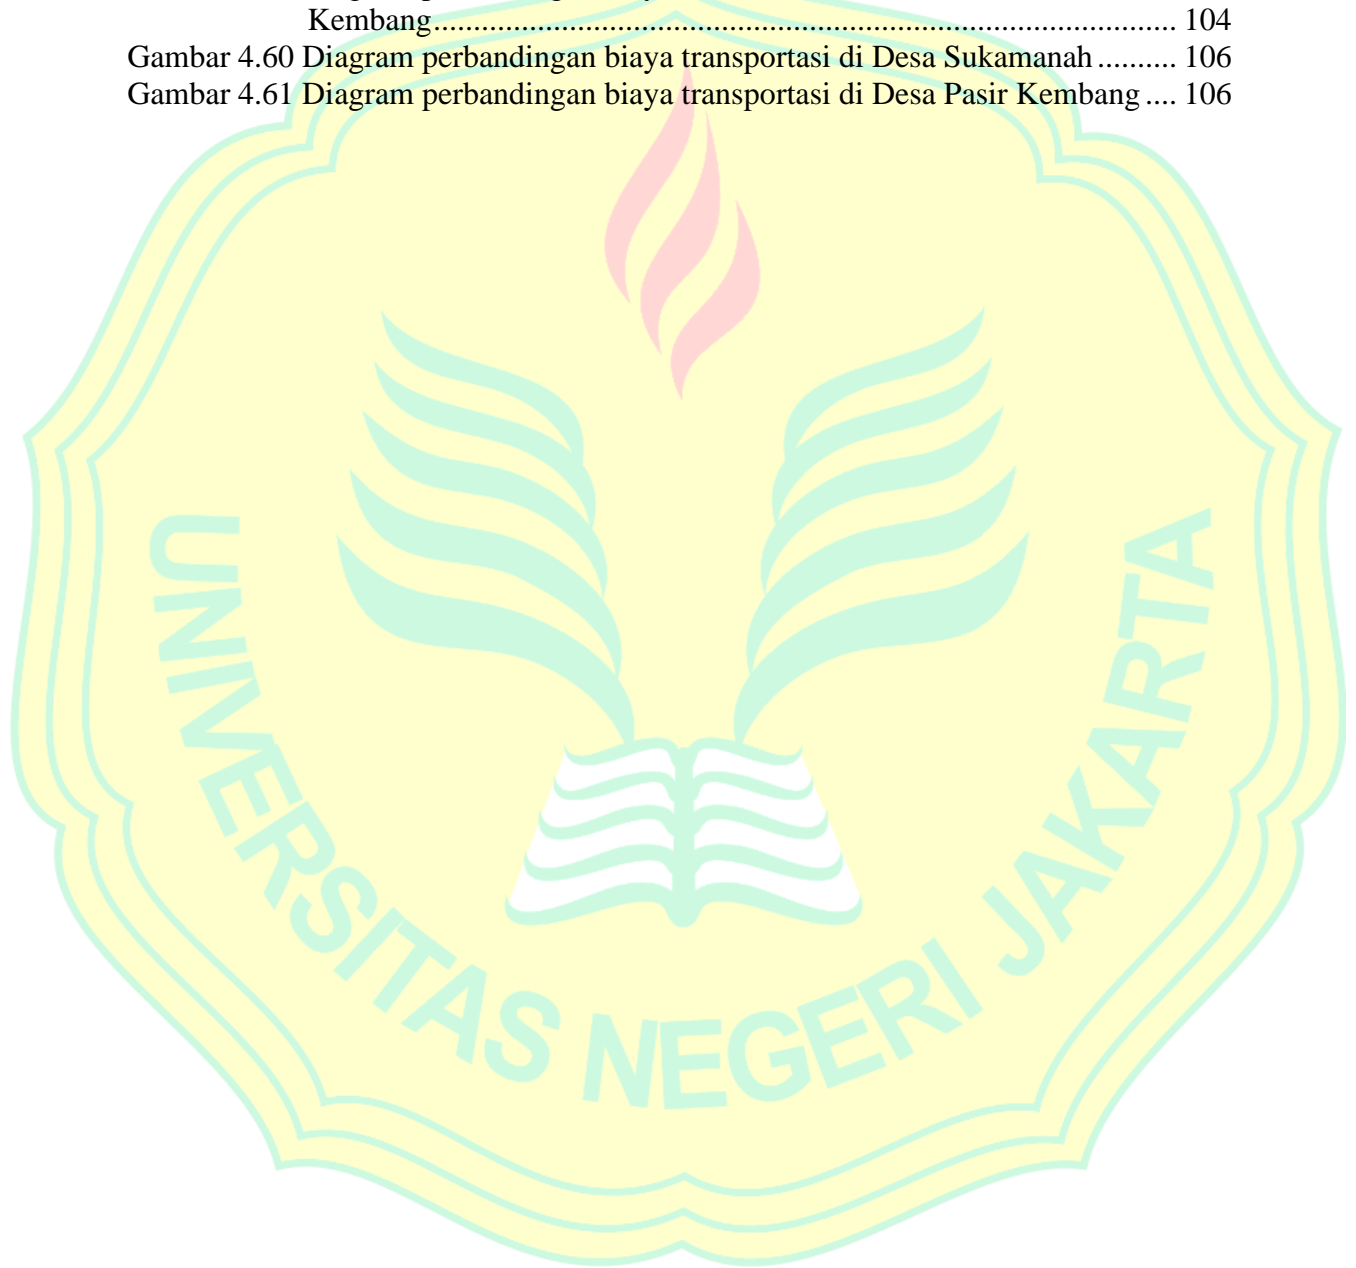 Kembang............................................................................................. 104
Gambar 4.60 Diagram perbandingan biaya transportasi di Desa Sukamanah .......... 106
Gambar 4.61 Diagram perbandingan biaya transportasi di Desa Pasir Kembang .... 106
UNIVERSITAS NEGERI JAKARTA